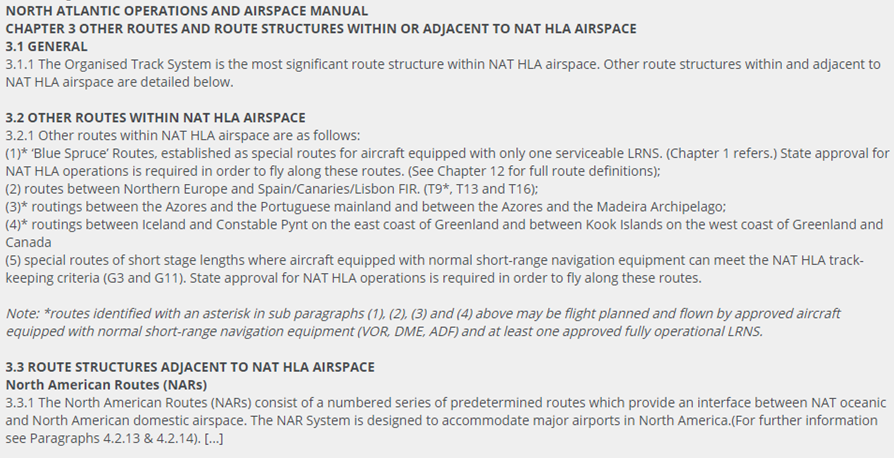 NORTH ATLANTIC OPERATIONS AND AIRSPACE MANUAL
CHAPTER 3 OTHER ROUTES AND ROUTE STRUCTURES WITHIN OR ADJACENT TO NAT HLA AIRSPACE
3.1 GENERAL
3.1.1 The Organised Track System is the most significant route structure within NAT HLA airspace. Other route structures within and adjacent to
NAT HLA airspace are detailed below.
3.2 OTHER ROUTES WITHIN NAT HLA AIRSPACE
3.2.1 Other routes within NAT HLA airspace are as follows:
(1)* ‘Blue Spruce’ Routes, established as special routes for aircraft equipped with only one serviceable LRNS. (Chapter 1 refers.) State approval for
NAT HLA operations is required in order to fly along these routes. (See Chapter 12 for full route definitions);
(2) routes between Northern Europe and Spain/Canaries/Lisbon FIR. (T9*, T13 and T16);
(3)* routings between the Azores and the Portuguese mainland and between the Azores and the Madeira Archipelago;
(4)* routings between Iceland and Constable Pynt on the east coast of Greenland and between Kook Islands on the west coast of Greenland and
Canada
(5) special routes of short stage lengths where aircraft equipped with normal short-range navigation equipment can meet the NAT HLA track-
keeping criteria (G3 and G11). State approval for NAT HLA operations is required in order to fly along these routes.
Note: *routes identified with an asterisk in sub paragraphs (1), (2), (3) and (4) above may be flight planned and flown by approved aircraft
equipped with normal short-range navigation equipment (VOR, DME, ADF) and at least one approved fully operational LRNS.
3.3 ROUTE STRUCTURES ADJACENT TO NAT HLA AIRSPACE
North American Routes (NARs)
3.3.1 The North American Routes (NARs) consist of a numbered series of predetermined routes which provide an interface between NAT oceanic
and North American domestic airspace. The NAR System is designed to accommodate major airports in North America.(For further information
see Paragraphs 4.2.13 & 4.2.14). [...]